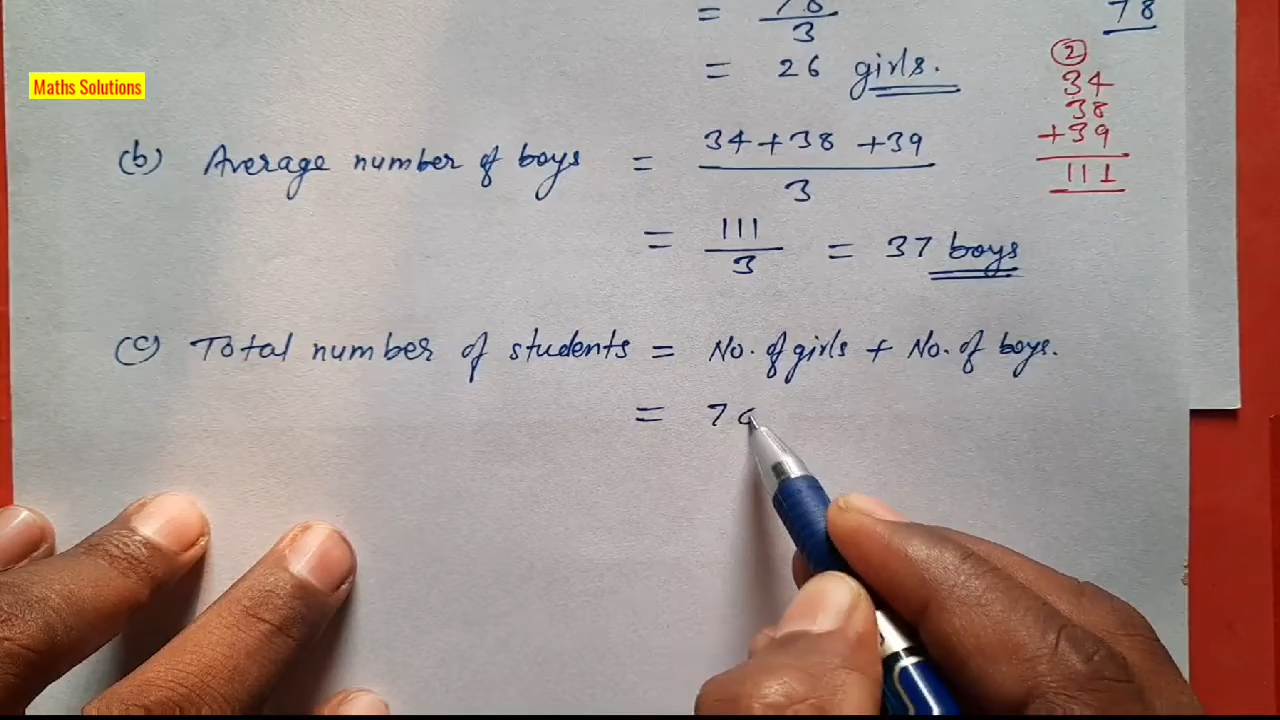 = 78/3
78
= 26 girls.
Maths Solutions
2
34
38
+39
111
(b) Average number of boys = 34+38+39/3
= 111/3 = 37 boys
(c) Total number of students = No. of girls + No. of boys.
= 7